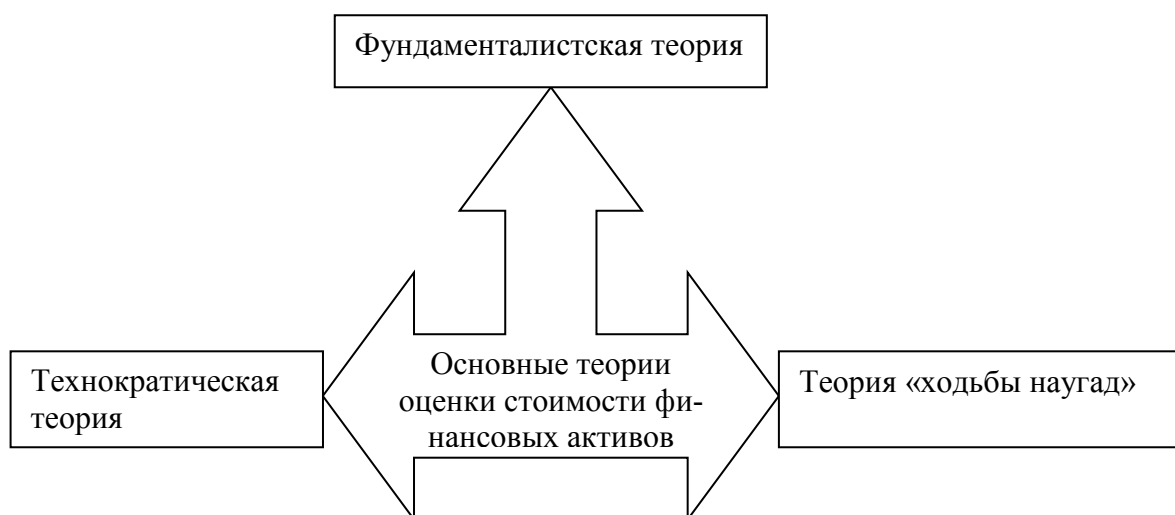 Фундаменталистская теория
Технократическая
теория
Основные теории
оценки стоимости фи-
нансовых активов
Теория «ходьбы наугад»